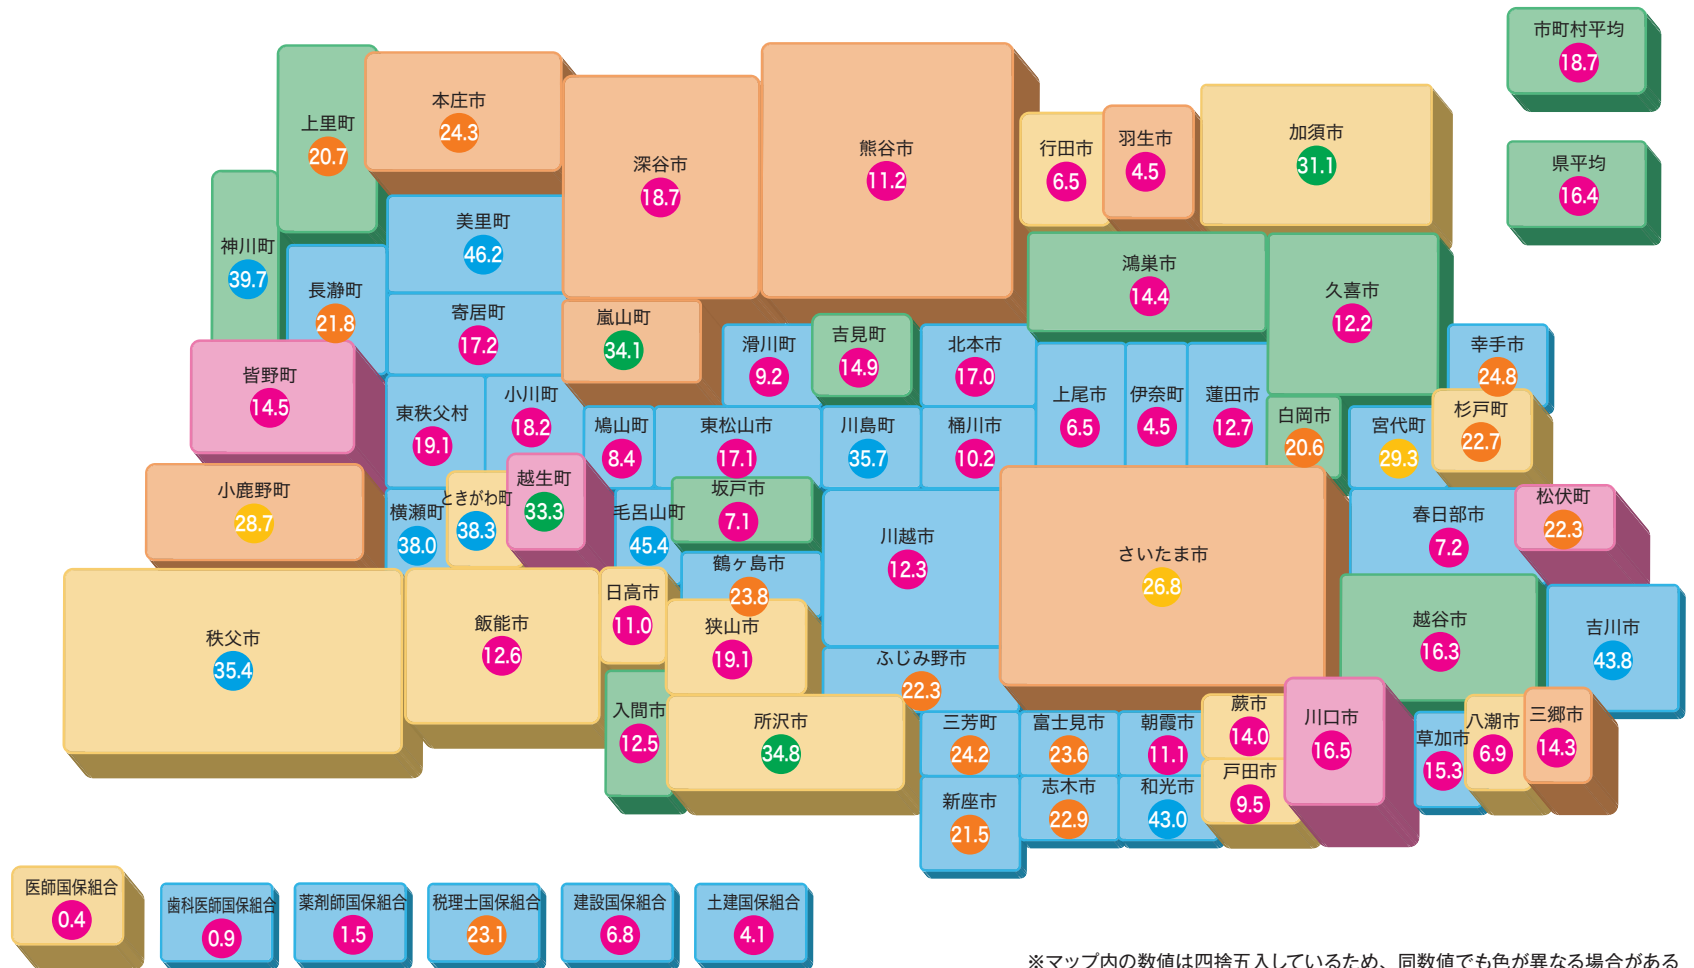 市町村平均
18.7
県平均
16.4
上里町
20.7
本庄市
24.3
深谷市
18.7
熊谷市
11.2
行田市
6.5
羽生市
4.5
加須市
31.1
神川町
39.7
長瀞町
21.8
美里町
46.2
寄居町
17.2
嵐山町
34.1
滑川町
9.2
吉見町
14.9
北本市
17.0
鴻巣市
14.4
久喜市
12.2
幸手市
24.8
皆野町
14.5
東秩父村
19.1
小川町
18.2
鳩山町
8.4
東松山市
17.1
川島町
35.7
桶川市
10.2
上尾市
6.5
伊奈町
4.5
蓮田市
12.7
白岡市
20.6
宮代町
29.3
杉戸町
22.7
小鹿野町
28.7
横瀬町
38.0
ときがわ町
38.3
越生町
33.3
毛呂山町
45.4
坂戸市
7.1
鶴ヶ島市
23.8
川越市
12.3
さいたま市
26.8
春日部市
7.2
松伏町
22.3
秩父市
35.4
飯能市
12.6
日高市
11.0
狭山市
19.1
ふじみ野市
22.3
越谷市
16.3
吉川市
43.8
入間市
12.5
所沢市
34.8
三芳町
24.2
富士見市
23.6
朝霞市
11.1
蕨市
14.0
川口市
16.5
草加市
15.3
八潮市
6.9
三郷市
14.3
新座市
21.5
志木市
22.9
和光市
43.0
戸田市
9.5
医師国保組合
0.4
歯科医師国保組合
0.9
薬剤師国保組合
1.5
税理士国保組合
23.1
建設国保組合
6.8
土建国保組合
4.1
※マップ内の数値は四捨五入しているため、同数値でも色が異なる場合がある